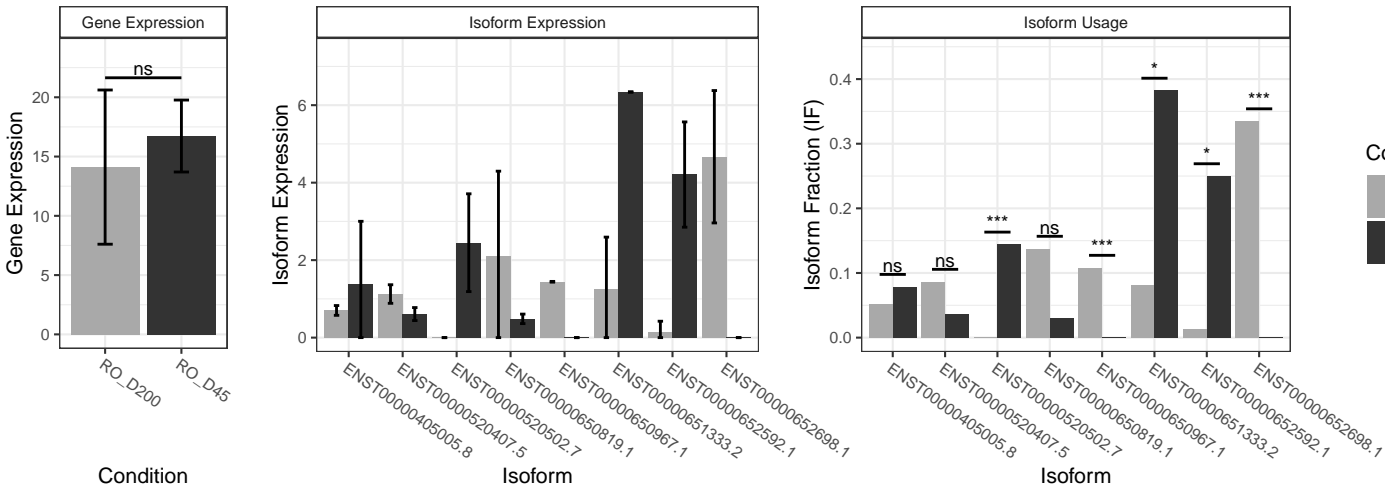 Gene Expression
Isoform Expression
Isoform Usage
Gene Expression
20
15
10
5
0
ns
RO_D200
RO_D45
Condition
Isoform Expression
6
4
2
0
ENST00000405005.8
ENST00000520407.5
ENST00000520502.7
ENST00000650819.1
ENST00000650967.1
ENST00000651333.2
ENST00000652592.1
ENST00000652698.1
Isoform
Isoform Fraction (IF)
0.4
0.3
0.2
0.1
0.0
ns
ns
***
ns
***
*
*
***
ENST00000405005.8
ENST00000520407.5
ENST00000520502.7
ENST00000650819.1
ENST00000650967.1
ENST00000651333.2
ENST00000652592.1
ENST00000652698.1
Isoform